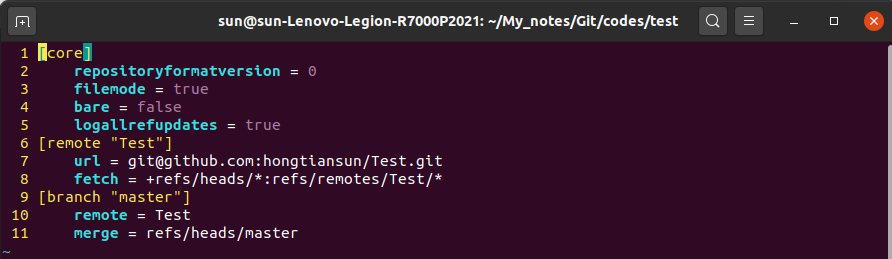 sun@sun-Lenovo-Legion-R7000P2021: ~/My_notes/Git/codes/test
1 [core]
2     repositoryformatversion = 0
3     filemode = true
4     bare = false
5     logallrefupdates = true
6 [remote "Test"]
7     url = git@github.com:hongtiansun/Test.git
8     fetch = +refs/heads/*:refs/remotes/Test/*
9 [branch "master"]
10     remote = Test
11     merge = refs/heads/master
~